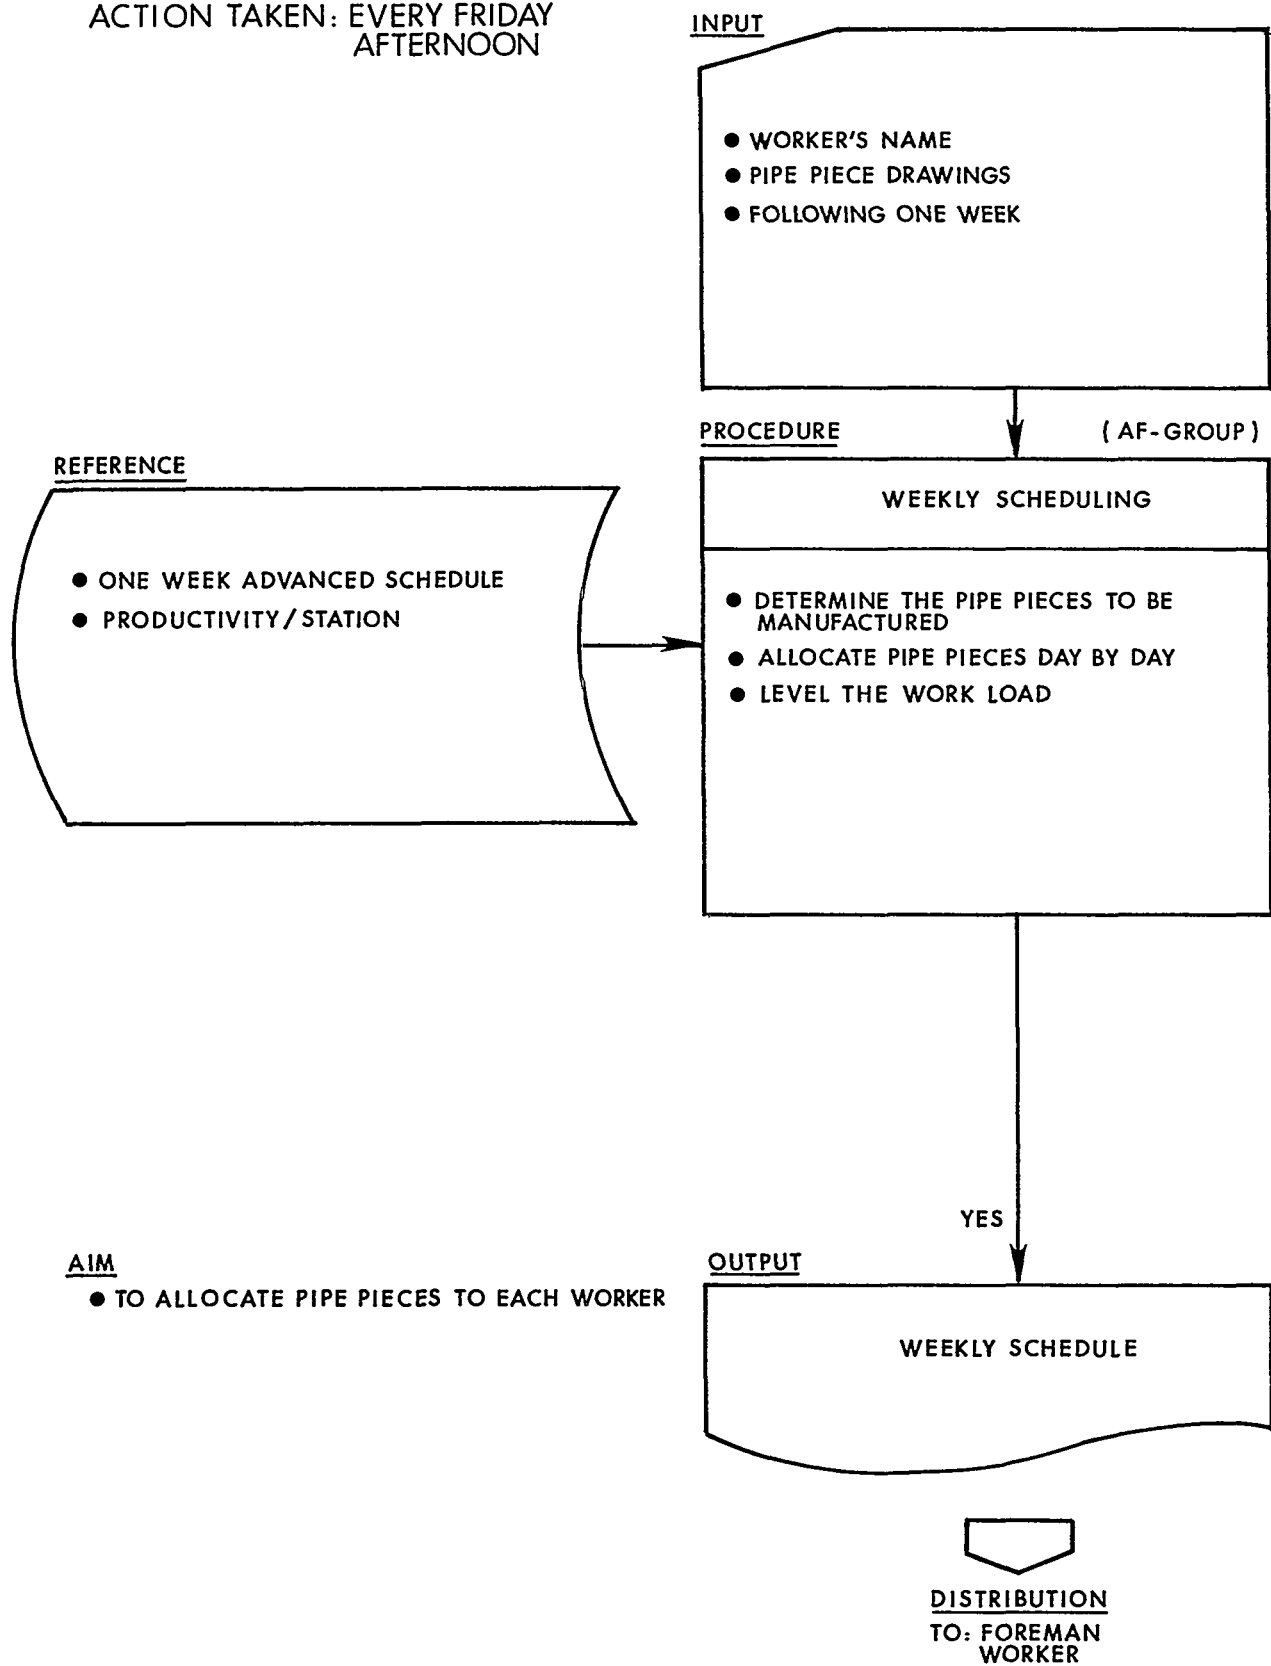 ACTION TAKEN: EVERY FRIDAY
AFTERNOON
INPUT
● WORKER'S NAME
● PIPE PIECE DRAWINGS
● FOLLOWING ONE WEEK
PROCEDURE
( AF-GROUP )
REFERENCE
WEEKLY SCHEDULING
● ONE WEEK ADVANCED SCHEDULE
● PRODUCTIVITY/STATION
● DETERMINE THE PIPE PIECES TO BE
MANUFACTURED
● ALLOCATE PIPE PIECES DAY BY DAY
● LEVEL THE WORK LOAD
YES
AIM
● TO ALLOCATE PIPE PIECES TO EACH WORKER
OUTPUT
WEEKLY SCHEDULE
DISTRIBUTION
TO: FOREMAN
WORKER